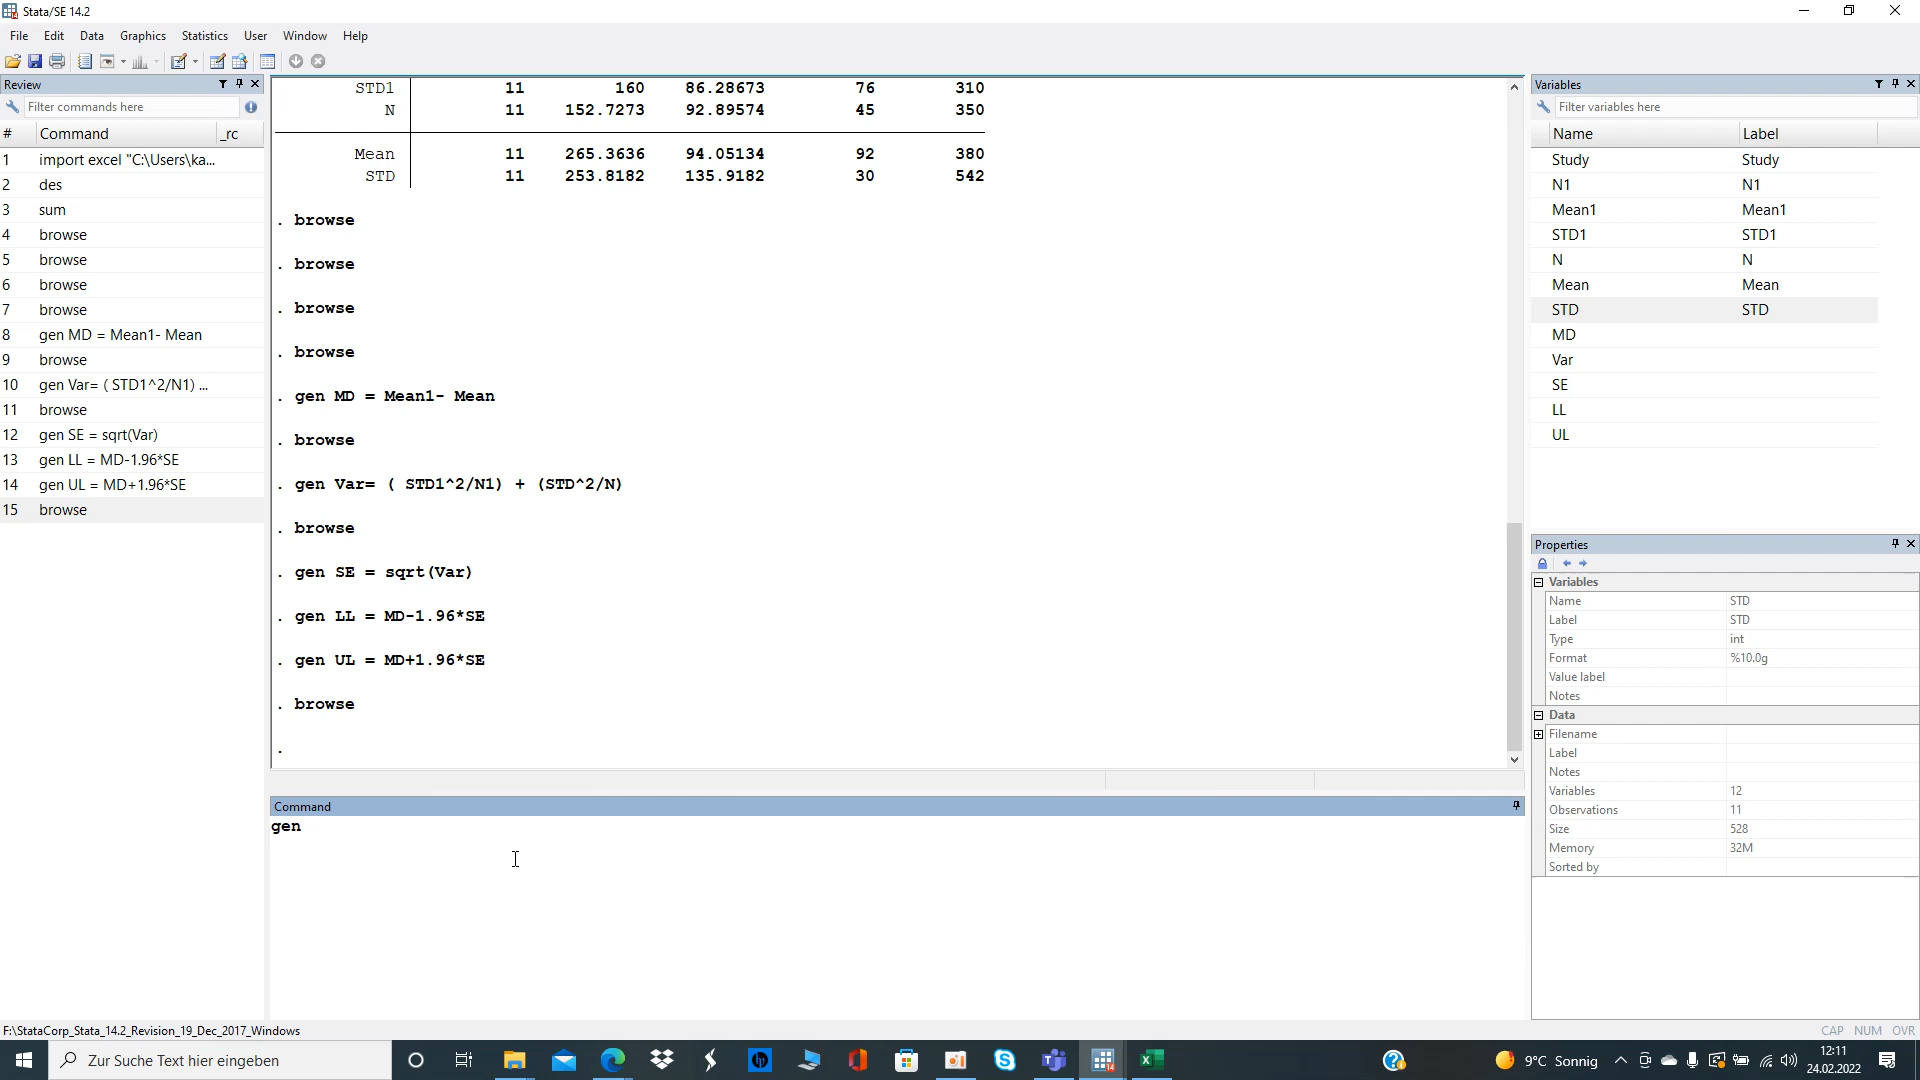 Stata/SE 14.2
File Edit Data Graphics Statistics User Window Help
Review
Filter commands here
# Command _rc
1 import excel "C:\Users\ka...
2 des
3 sum
4 browse
5 browse
6 browse
7 browse
8 gen MD = Mean1- Mean
9 browse
10 gen Var= ( STD1^2/N1) ...
11 browse
12 gen SE = sqrt(Var)
13 gen LL = MD-1.96*SE
14 gen UL = MD+1.96*SE
15 browse
STD1 11 160 86.28673 76 310
N 11 152.7273 92.89574 45 350
Mean 11 265.3636 94.05134 92 380
STD 11 253.8182 135.9182 30 542
. browse
. browse
. browse
. browse
. gen MD = Mean1- Mean
. browse
. gen Var= ( STD1^2/N1) + (STD^2/N)
. browse
. gen SE = sqrt(Var)
. gen LL = MD-1.96*SE
. gen UL = MD+1.96*SE
. browse
.
Command
gen
Variables
Filter variables here
Name Label
Study Study
N1 N1
Mean1 Mean1
STD1 STD1
N N
Mean Mean
STD STD
MD
Var
SE
LL
UL
Properties
Variables
Name STD
Label STD
Type int
Format %10.0g
Value label
Notes
Data
Filename
Label
Notes
Variables 12
Observations 11
Size 528
Memory 32M
Sorted by
F:\StataCorp_Stata_14.2_Revision_19_Dec_2017_Windows
CAP NUM OVR
Zur Suche Text hier eingeben
9°C Sonnig
12:11
24.02.2022